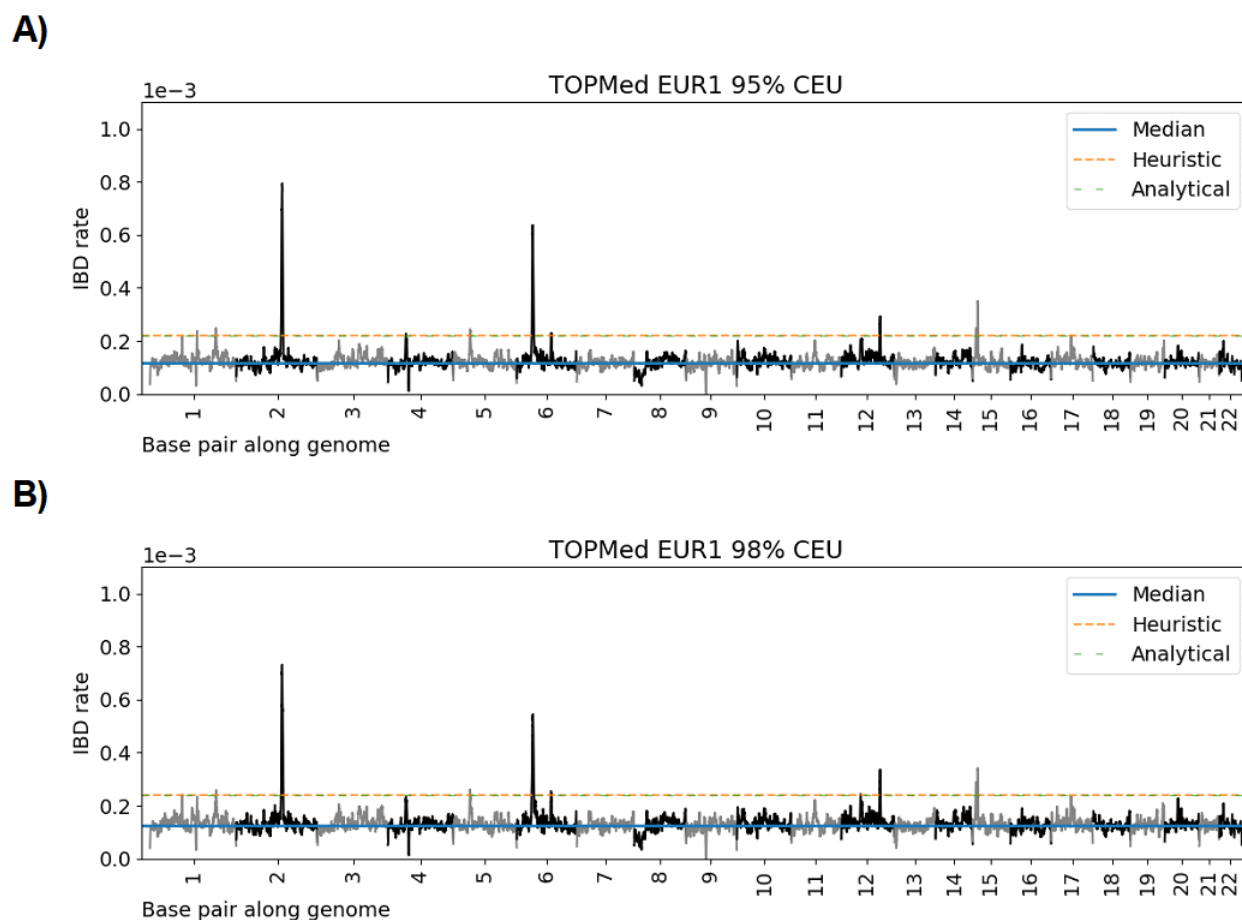 A)
TOPMed EUR1 95% CEU
1e−3
1.0
0.8
0.6
0.4
0.2
0.0
IBD rate
Median
Heuristic
Analytical
1 2 3 4 5 6 7 8 9 10 11 12 13 14 15 16 17 18 19 20 21 22
Base pair along genome
B)
TOPMed EUR1 98% CEU
1e−3
1.0
0.8
0.6
0.4
0.2
0.0
IBD rate
Median
Heuristic
Analytical
1 2 3 4 5 6 7 8 9 10 11 12 13 14 15 16 17 18 19 20 21 22
Base pair along genome